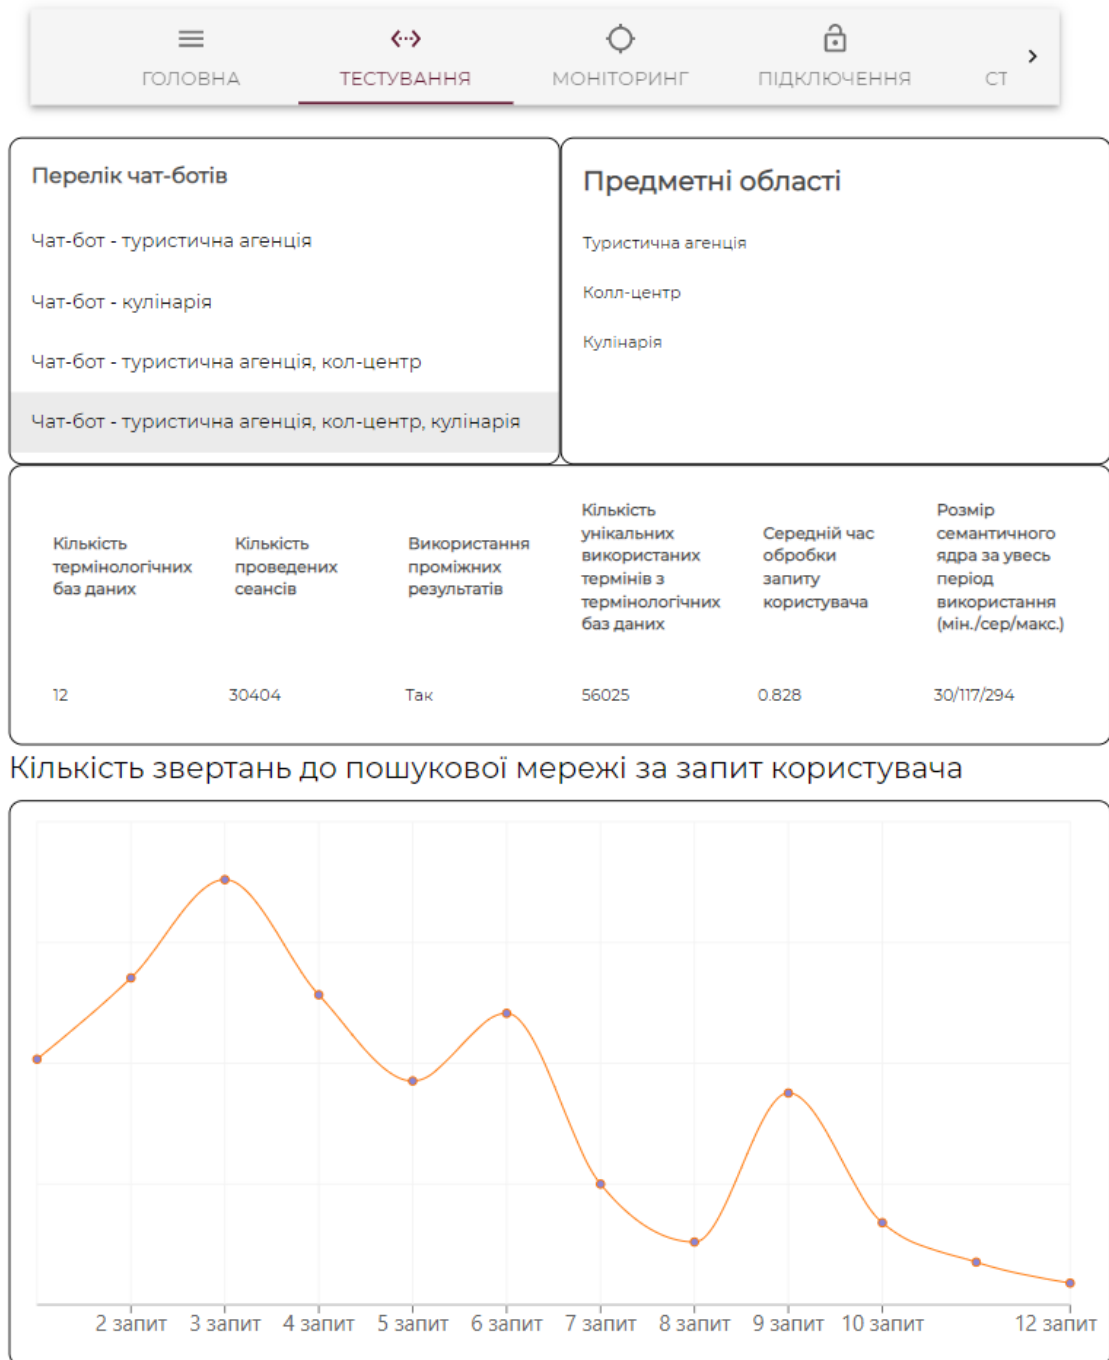 ГОЛОВНА
ТЕСТУВАННЯ
МОНІТОРИНГ
ПІДКЛЮЧЕННЯ
СТ
Перелік чат-ботів
Чат-бот - туристична агенція
Чат-бот - кулінарія
Чат-бот - туристична агенція, кол-центр
Чат-бот - туристична агенція, кол-центр, кулінарія
Предметні області
Туристична агенція
Колл-центр
Кулінарія
Кількість
термінологічних
баз даних
Кількість
проведених
сеансів
Використання
проміжних
результатів
Кількість
унікальних
використаних
термінів з
термінологічних
баз даних
Середній час
обробки
запиту
користувача
Розмір
семантичного
ядра за увесь
період
використання
(мін./сер/макс.)
12
30404
Так
56025
0.828
30/117/294
Кількість звертань до пошукової мережі за запит користувача
2 запит
3 запит
4 запит
5 запит
6 запит
7 запит
8 запит
9 запит
10 запит
12 запит